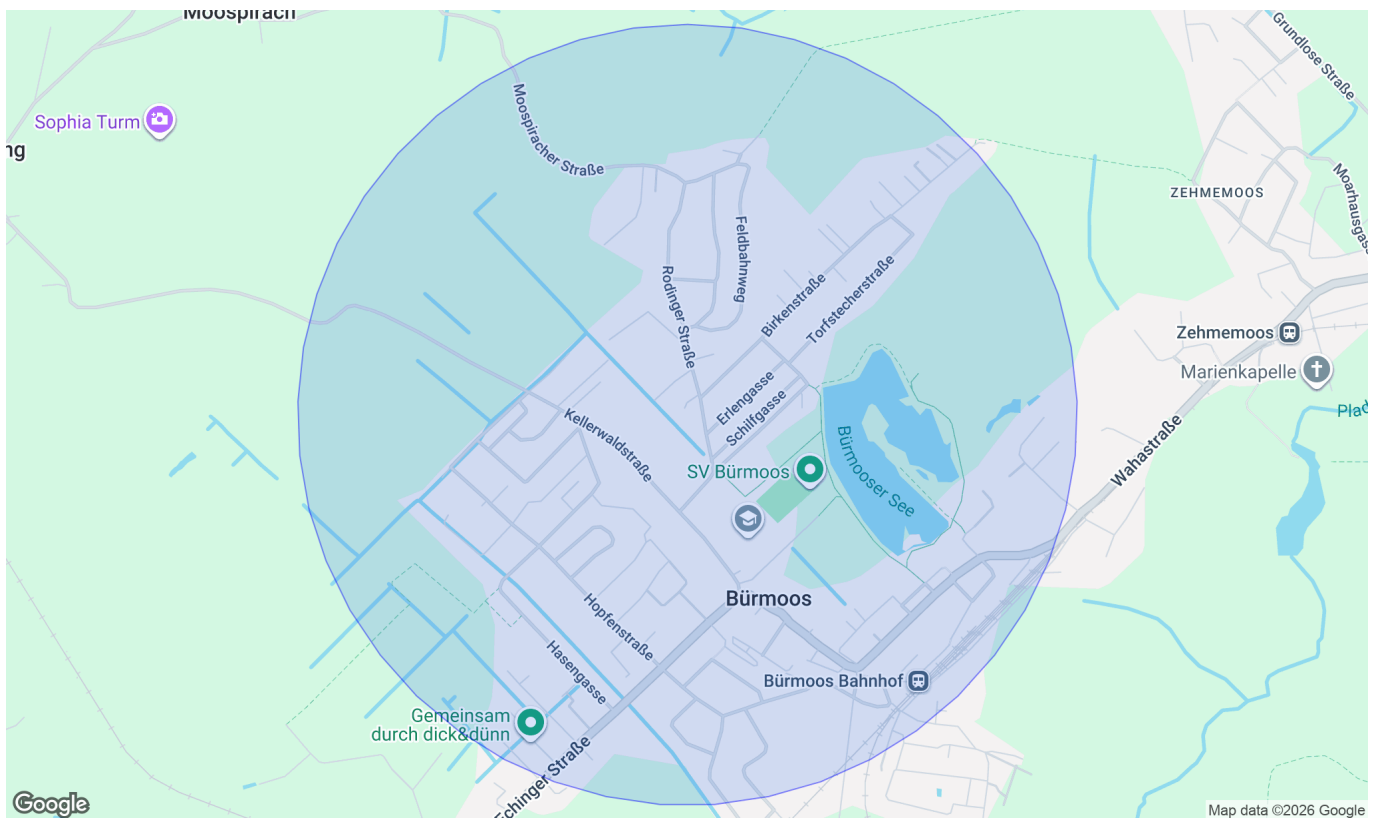 Moospirach
Grundlose Straße
Sophia Turm
ng
Moospiracher Straße
ZEHMEMOOS
Moarhausgass
Feldbahnweg
Rodinger Straße
Birkenstraße
Torfstecherstraße
Zehmemoos
Marienkapelle
Plad
Erlengasse
Schilfgasse
Kellerwaldstraße
Bürmooser See
Wahastraße
SV Bürmoos
Bürmoos
Hopfenstraße
Hasengasse
Bürmoos Bahnhof
Gemeinsam
durch dick&dünn
Echinger Straße
Google
Map data ©2026 Google